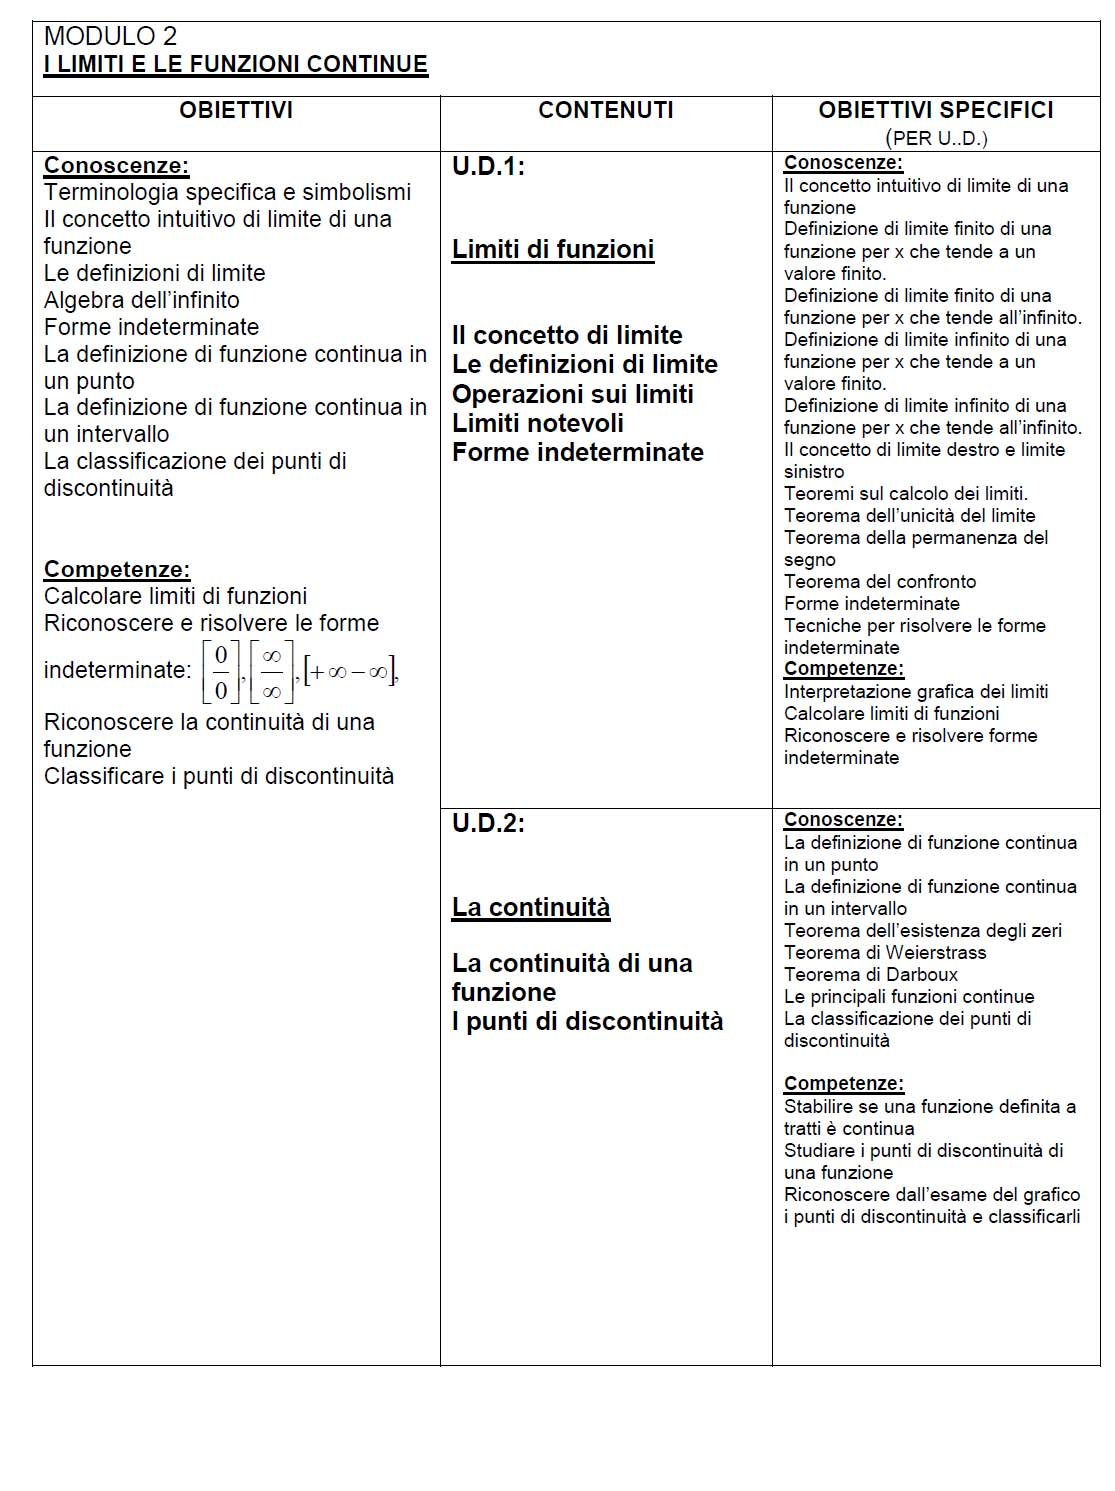 MODULO 2
I LIMITI E LE FUNZIONI CONTINUE
OBIETTIVI
CONTENUTI
OBIETTIVI SPECIFICI
(PER U..D.)
Conoscenze:
Terminologia specifica e simbolismi
Il concetto intuitivo di limite di una
funzione
Le definizioni di limite
Algebra dell'infinito
Forme indeterminate
La definizione di funzione continua in
un punto
La definizione di funzione continua in
un intervallo
La classificazione dei punti di
discontinuità
Competenze:
Calcolare limiti di funzioni
Riconoscere e risolvere le forme
indeterminate: [0/0],[∞/∞],[+∞−∞],
Riconoscere la continuità di una
funzione
Classificare i punti di discontinuità
U.D.1:
Limiti di funzioni
Il concetto di limite
Le definizioni di limite
Operazioni sui limiti
Limiti notevoli
Forme indeterminate
Conoscenze:
Il concetto intuitivo di limite di una
funzione
Definizione di limite finito di una
funzione per x che tende a un
valore finito.
Definizione di limite finito di una
funzione per x che tende all'infinito.
Definizione di limite infinito di una
funzione per x che tende a un
valore finito.
Definizione di limite infinito di una
funzione per x che tende all'infinito.
Il concetto di limite destro e limite
sinistro
Teoremi sul calcolo dei limiti.
Teorema dell'unicità del limite
Teorema della permanenza del
segno
Teorema del confronto
Forme indeterminate
Tecniche per risolvere le forme
indeterminate
Competenze:
Interpretazione grafica dei limiti
Calcolare limiti di funzioni
Riconoscere e risolvere forme
indeterminate
U.D.2:
La continuità
La continuità di una
funzione
I punti di discontinuità
Conoscenze:
La definizione di funzione continua
in un punto
La definizione di funzione continua
in un intervallo
Teorema dell'esistenza degli zeri
Teorema di Weierstrass
Teorema di Darboux
Le principali funzioni continue
La classificazione dei punti di
discontinuità
Competenze:
Stabilire se una funzione definita a
tratti è continua
Studiare i punti di discontinuità di
una funzione
Riconoscere dall'esame del grafico
i punti di discontinuità e classificarli